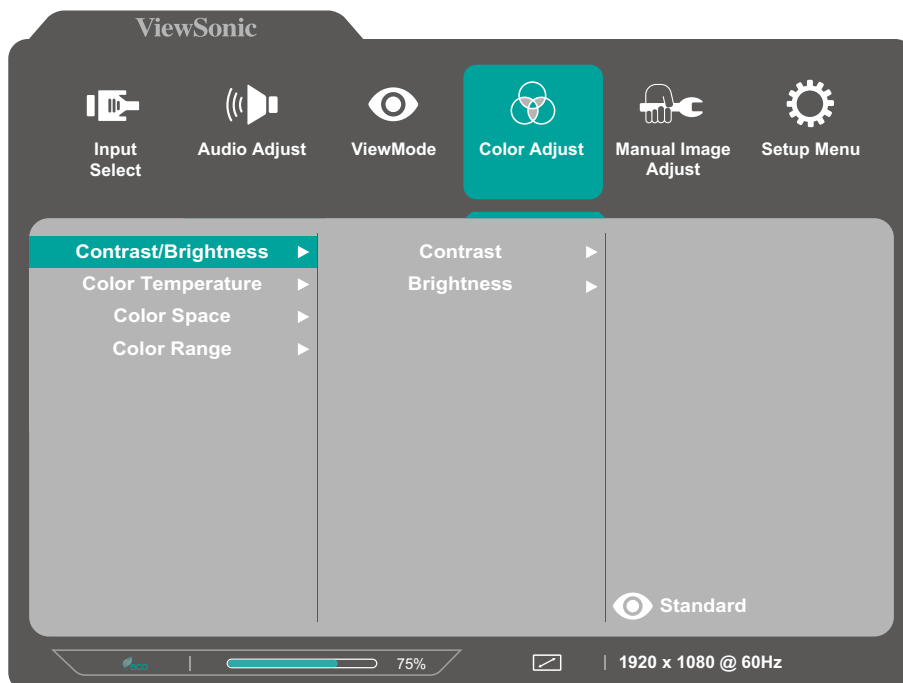 ViewSonic
Input Select
Audio Adjust
ViewMode
Color Adjust
Manual Image Adjust
Setup Menu
Contrast/Brightness
Color Temperature
Color Space
Color Range
Contrast
Brightness
Standard
eco
75%
1920 x 1080 @ 60Hz